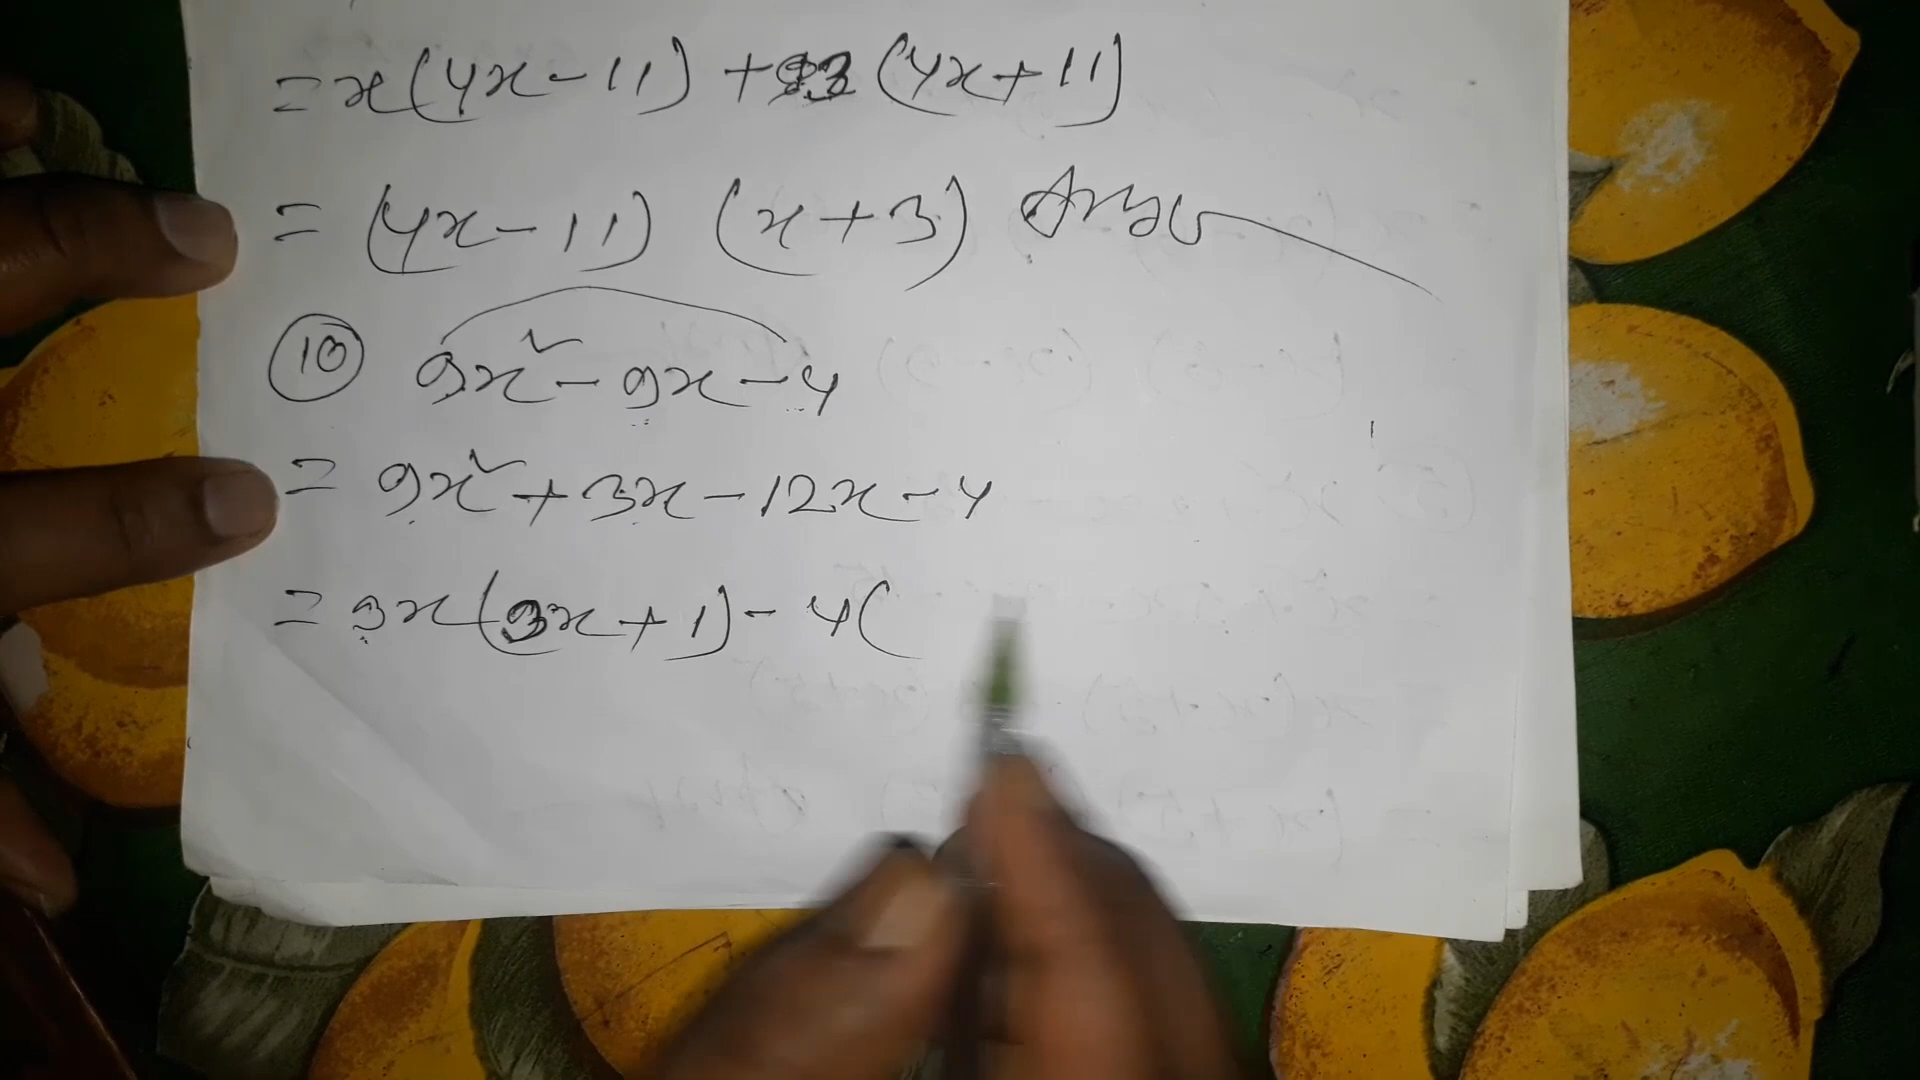 = x(4x-11) +3 (4x+11)
= (4x-11) (x+3) Answ
(10) 9x² - 9x - 4
= 9x² + 3x - 12x - 4
= 3x(3x+1) - 4(